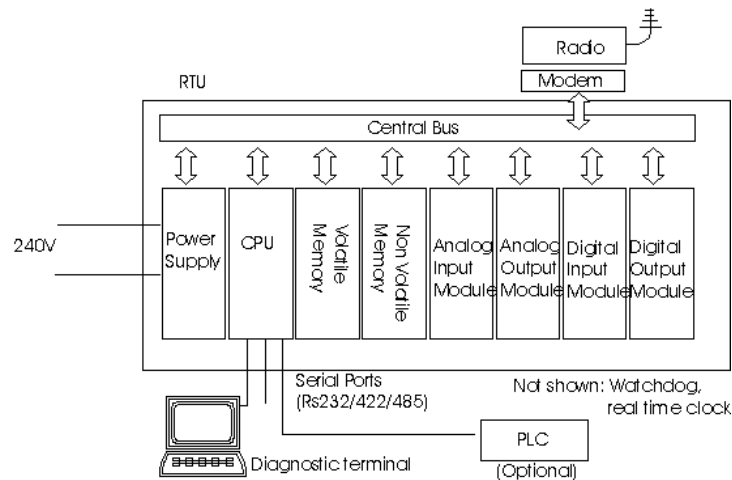 Radio
RTU
Modem
Central Bus
240V
Power
Supply
CPU
Volatile
Memory
Non Volatile
Memory
Analog
Input
Module
Analog
Output
Module
Digital
Input
Module
Digital
Output
Module
Serial Ports
(Rs232/422/485)
Not shown: Watchdog,
real time clock
Diagnostic terminal
PLC
(Optional)